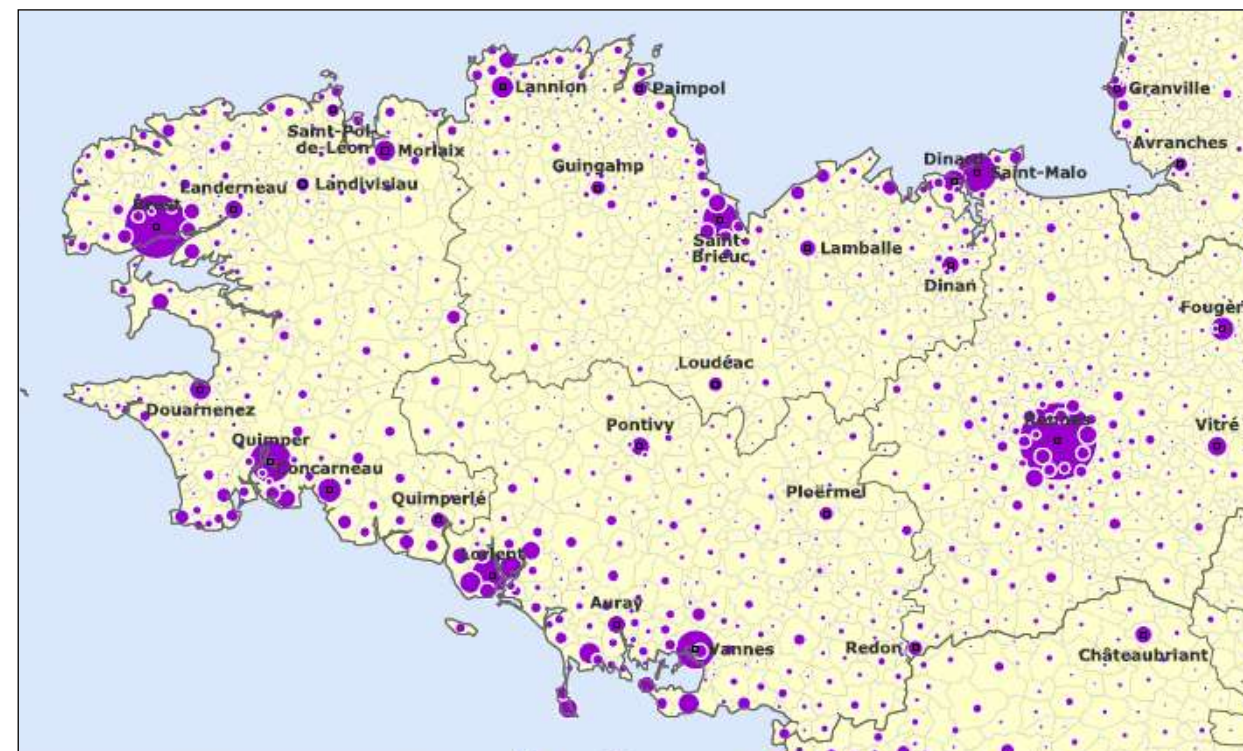 Lannion
Paimpol
Granville
Saint-Pol-
de-Léon
Morlaix
Avranches
Guingamp
Dinard
Saint-Malo
Landerneau
Landivisiau
Brest
Saint-
Brieuc
Lamballe
Dinan
Fougèr
Loudéac
Douarnenez
Pontivy
Rennes
Vitré
Quimper
Concarneau
Quimperlé
Ploërmel
Lorient
Auray
Vannes
Redon
Châteaubriant